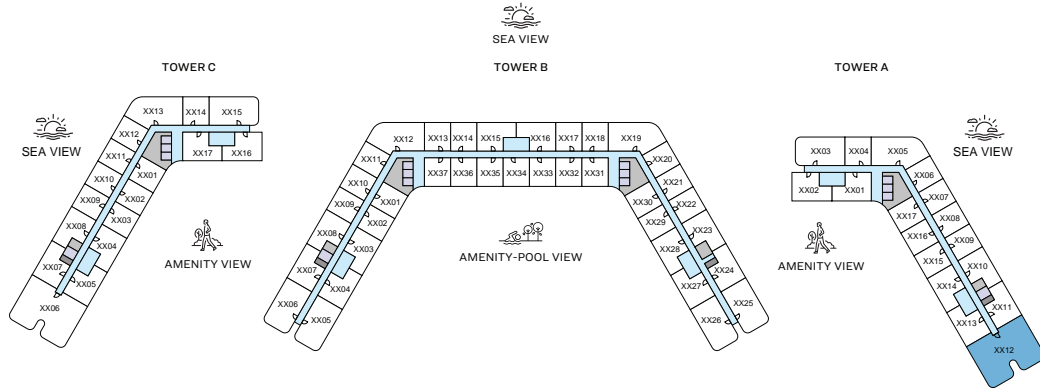 SEA VIEW
TOWER C
TOWER B
TOWER A
SEA VIEW
XX13
XX14
XX15
XX12
XX17
XX16
XX11
XX01
XX10
XX02
XX09
XX03
XX08
XX04
XX07
XX05
XX06
AMENITY VIEW
XX12
XX13
XX14
XX15
XX16
XX17
XX18
XX19
XX11
XX37
XX36
XX35
XX34
XX33
XX32
XX31
XX20
XX10
XX01
XX30
XX21
XX09
XX02
XX29
XX22
XX08
XX03
XX28
XX23
XX07
XX04
XX27
XX24
XX06
XX05
XX26
XX25
AMENITY-POOL VIEW
SEA VIEW
XX03
XX04
XX05
XX02
XX01
XX06
XX17
XX07
XX16
XX08
XX15
XX09
XX14
XX10
XX13
XX11
XX12
AMENITY VIEW